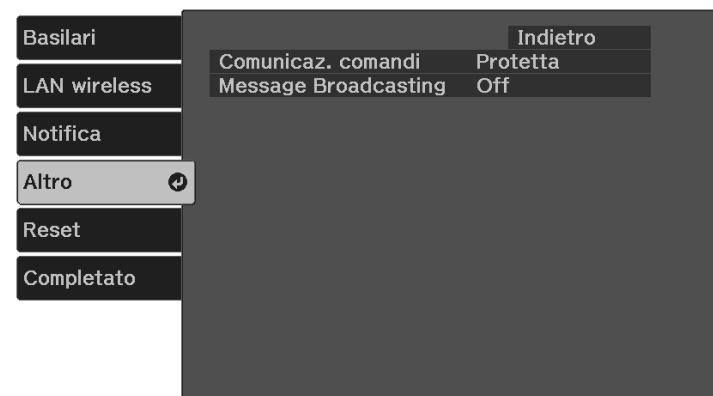 Basilari
LAN wireless
Notifica
Altro
Reset
Completato
Indietro
Comunicaz. comandi Protetta
Message Broadcasting Off